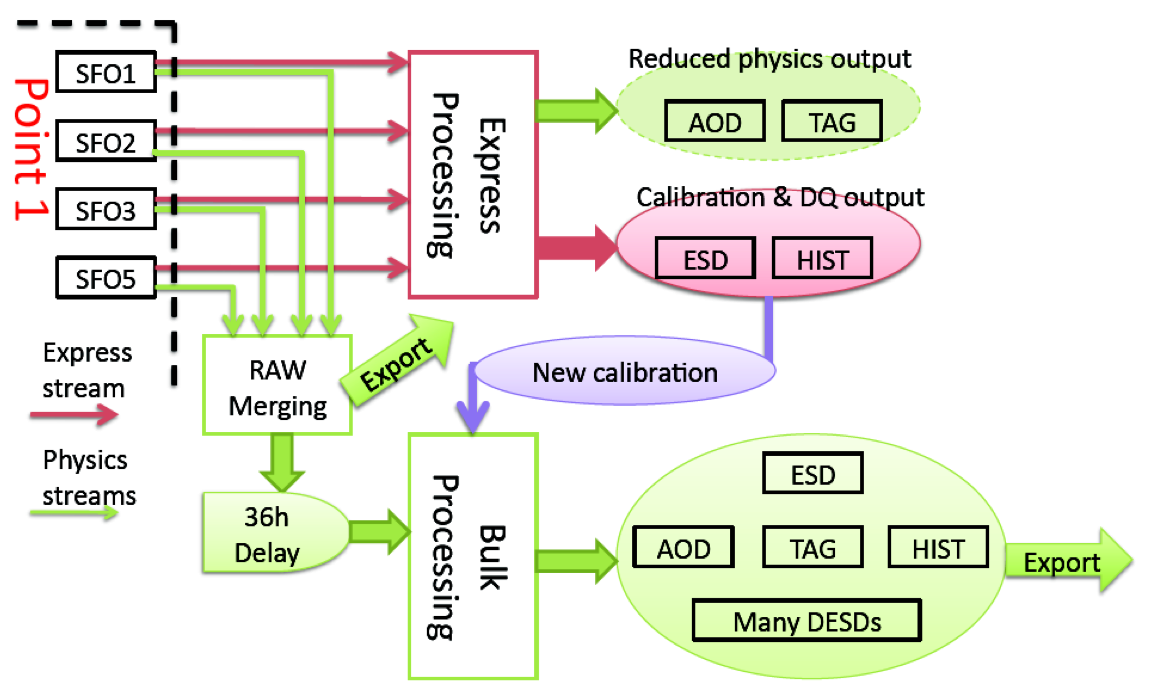 Point 1
SFO1
SFO2
SFO3
SFO5
Express
stream
Physics
streams
Express
Processing
Reduced physics output
AOD
TAG
Calibration & DQ output
ESD
HIST
RAW
Merging
Export
New calibration
36h
Delay
Bulk
Processing
ESD
AOD
TAG
HIST
Many DESDs
Export